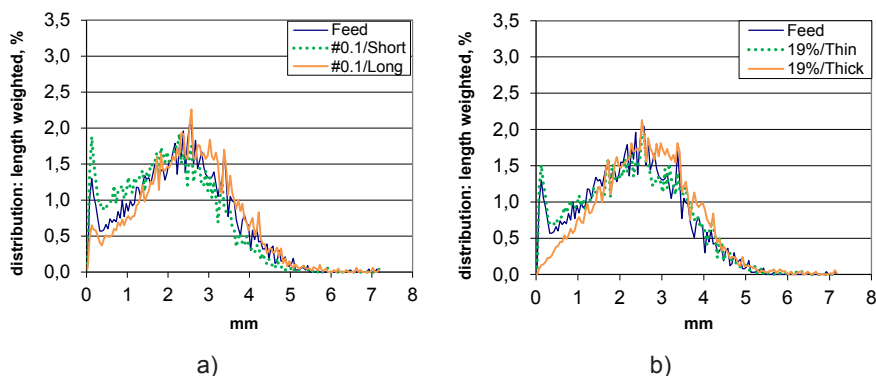 distribution: length weighted, %
3,5
3,0
2,5
2,0
1,5
1,0
0,5
0,0
0 1 2 3 4 5 6 7 8
mm
Feed
#0.1/Short
#0.1/Long
a)
distribution: length weighted, %
3,5
3,0
2,5
2,0
1,5
1,0
0,5
0,0
0 1 2 3 4 5 6 7 8
mm
Feed
19%/Thin
19%/Thick
b)